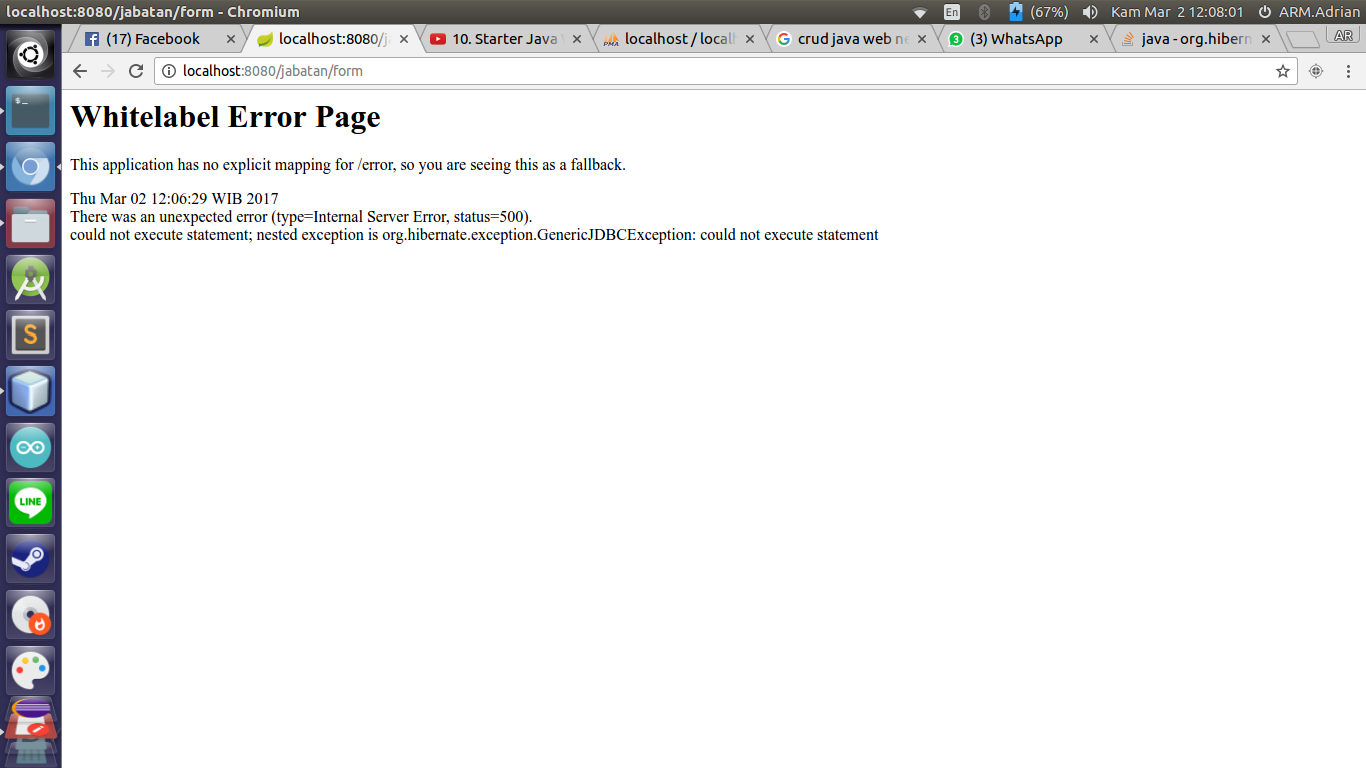 localhost:8080/jabatan/form - Chromium
En (67%) Kam Mar 2 12:08:01 ARM.Adrian
(17) Facebook localhost:8080/j 10. Starter Java localhost / local crud java web ne (3) WhatsApp java - org.hibern AR
localhost:8080/jabatan/form
Whitelabel Error Page
This application has no explicit mapping for /error, so you are seeing this as a fallback.
Thu Mar 02 12:06:29 WIB 2017
There was an unexpected error (type=Internal Server Error, status=500).
could not execute statement; nested exception is org.hibernate.exception.GenericJDBCException: could not execute statement
S
LINE